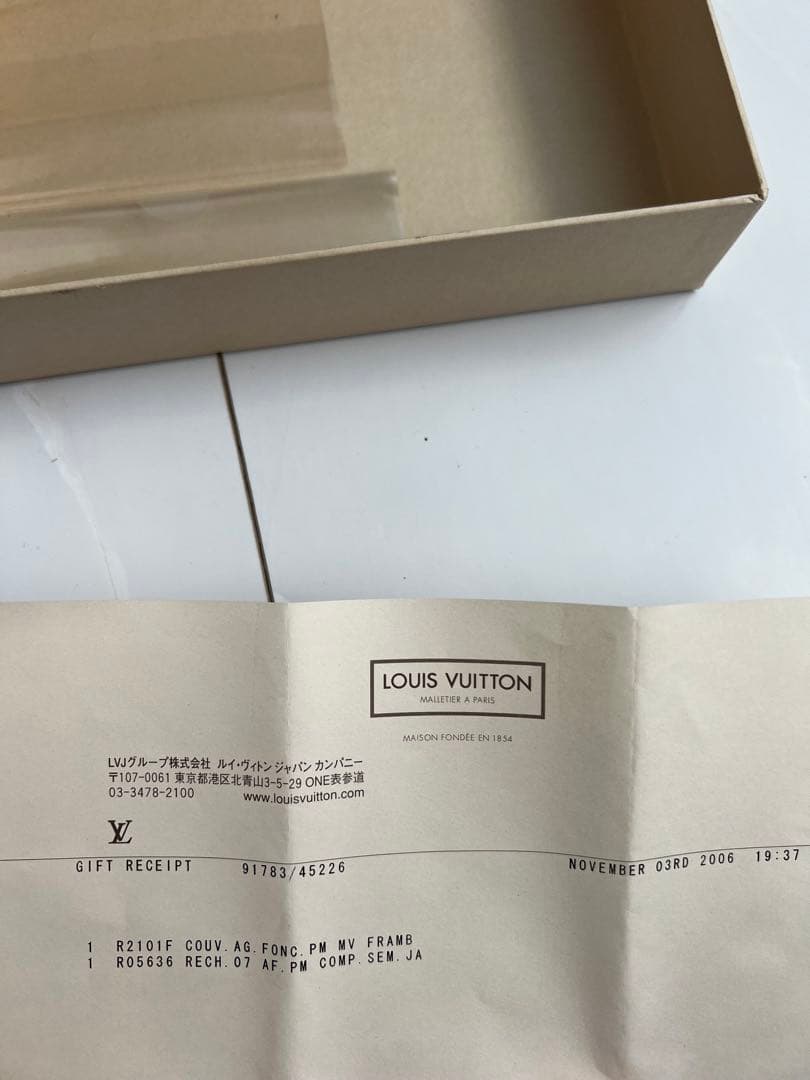 LOUIS VUITTON
MALLETIER A PARIS
MAISON FONDÉE EN 1854
LVJグループ株式会社 ルイ・ヴィトン ジャパン カンパニー
〒107-0061 東京都港区北青山3-5-29 ONE表参道
03-3478-2100 www.louisvuitton.com
LV
GIFT RECEIPT 91783/45226 NOVEMBER 03RD 2006 19:37
1 R2101F COUV.AG.FONC.PM MV FRAMB
1 R05636 RECH.07 AF.PM COMP.SEM.JA